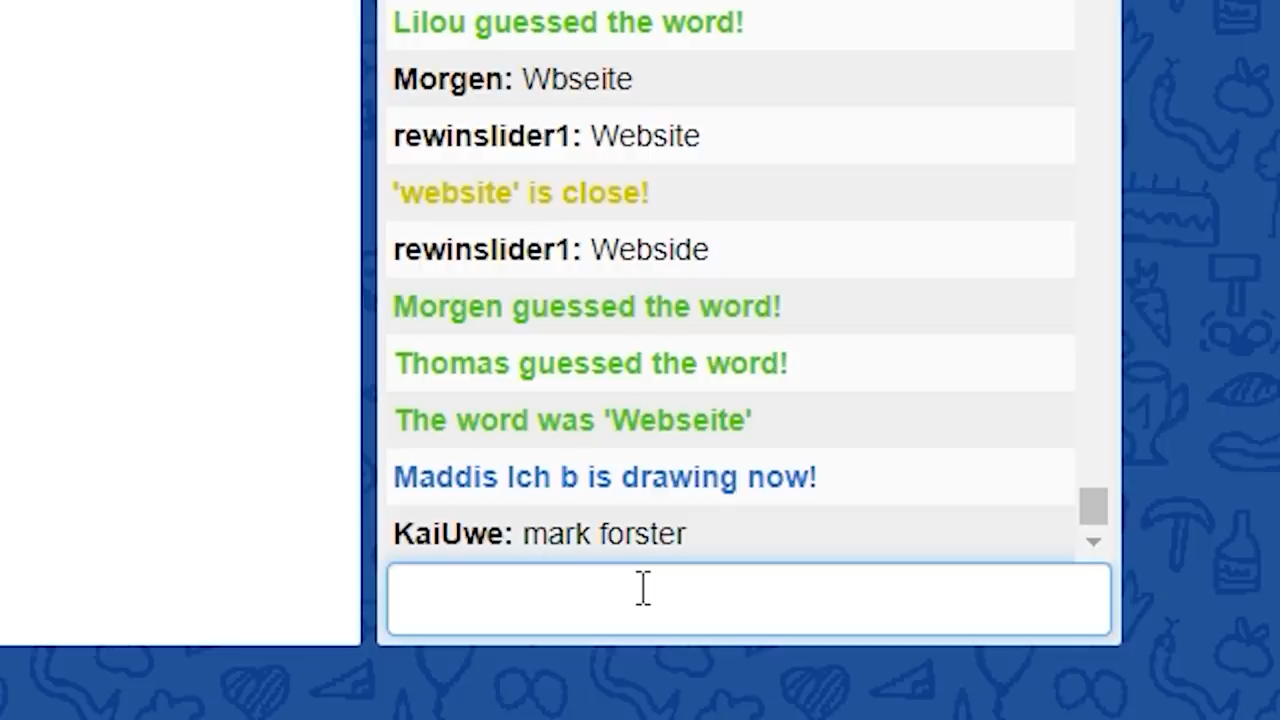 Lilou guessed the word!
Morgen: Wbseite
rewinslider1: Website
'website' is close!
rewinslider1: Webside
Morgen guessed the word!
Thomas guessed the word!
The word was 'Webseite'
Maddis Ich b is drawing now!
KaiUwe: mark forster